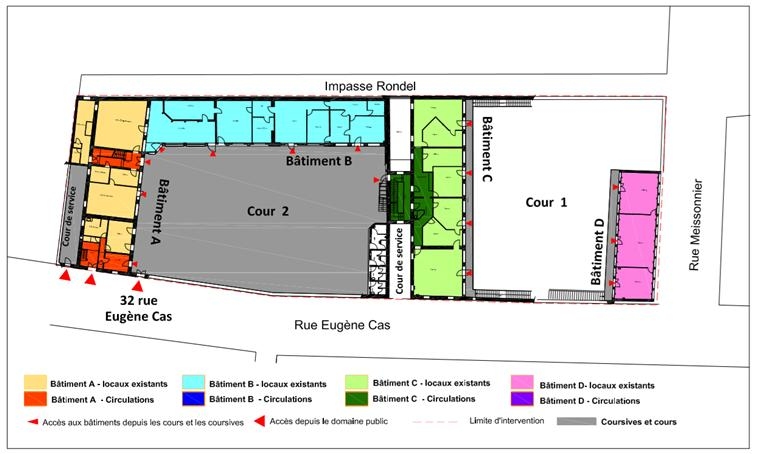 Impasse Rondel
Bâtiment B
Bâtiment C
Bâtiment A
Cour 2
Cour 1
Bâtiment D
Cour de service
Cour de service
Rue Meissonnier
32 rue
Eugène Cas
Rue Eugène Cas
Bâtiment A - locaux existants
Bâtiment B - locaux existants
Bâtiment C - locaux existants
Bâtiment D- locaux existants
Bâtiment A - Circulations
Bâtiment B - Circulations
Bâtiment C - Circulations
Bâtiment D - Circulations
Accès aux bâtiments depuis les cours et les coursives
Accès depuis le domaine public
Limite d'intervention
Coursives et cours